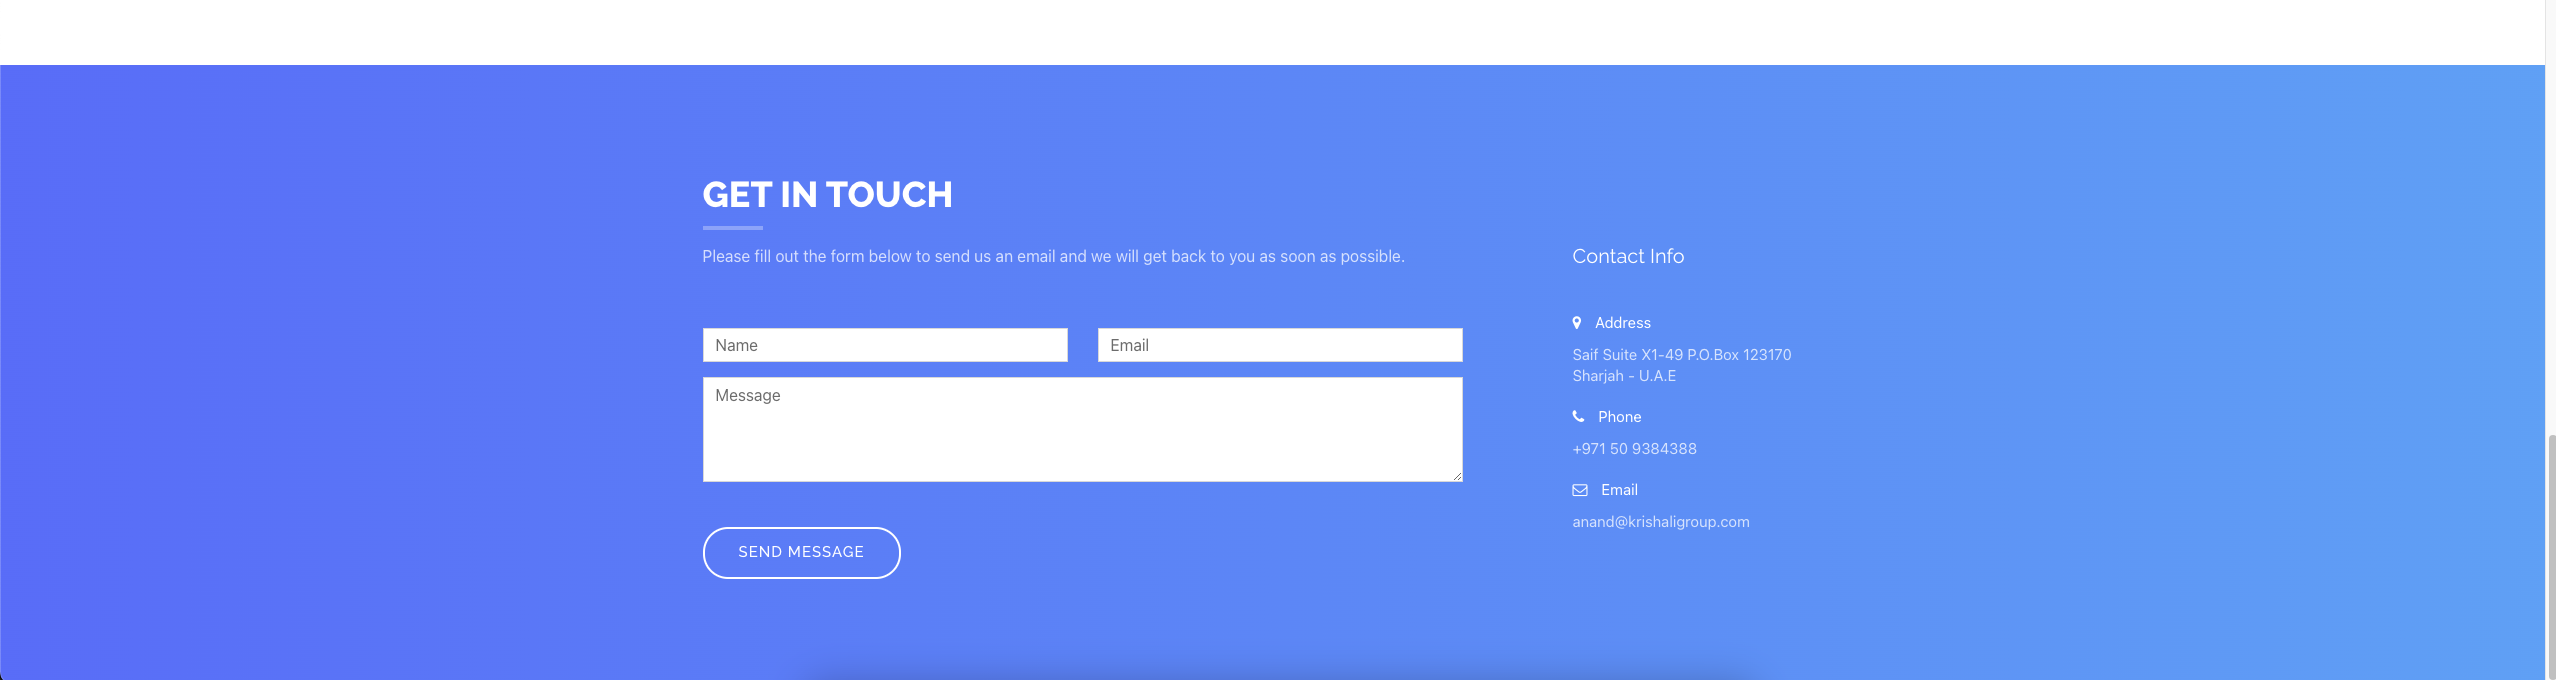 GET IN TOUCH
Please fill out the form below to send us an email and we will get back to you as soon as possible.
Name
Email
Message
SEND MESSAGE
Contact Info
Address
Saif Suite X1-49 P.O.Box 123170
Sharjah - U.A.E
Phone
+971 50 9384388
Email
anand@krishaligroup.com